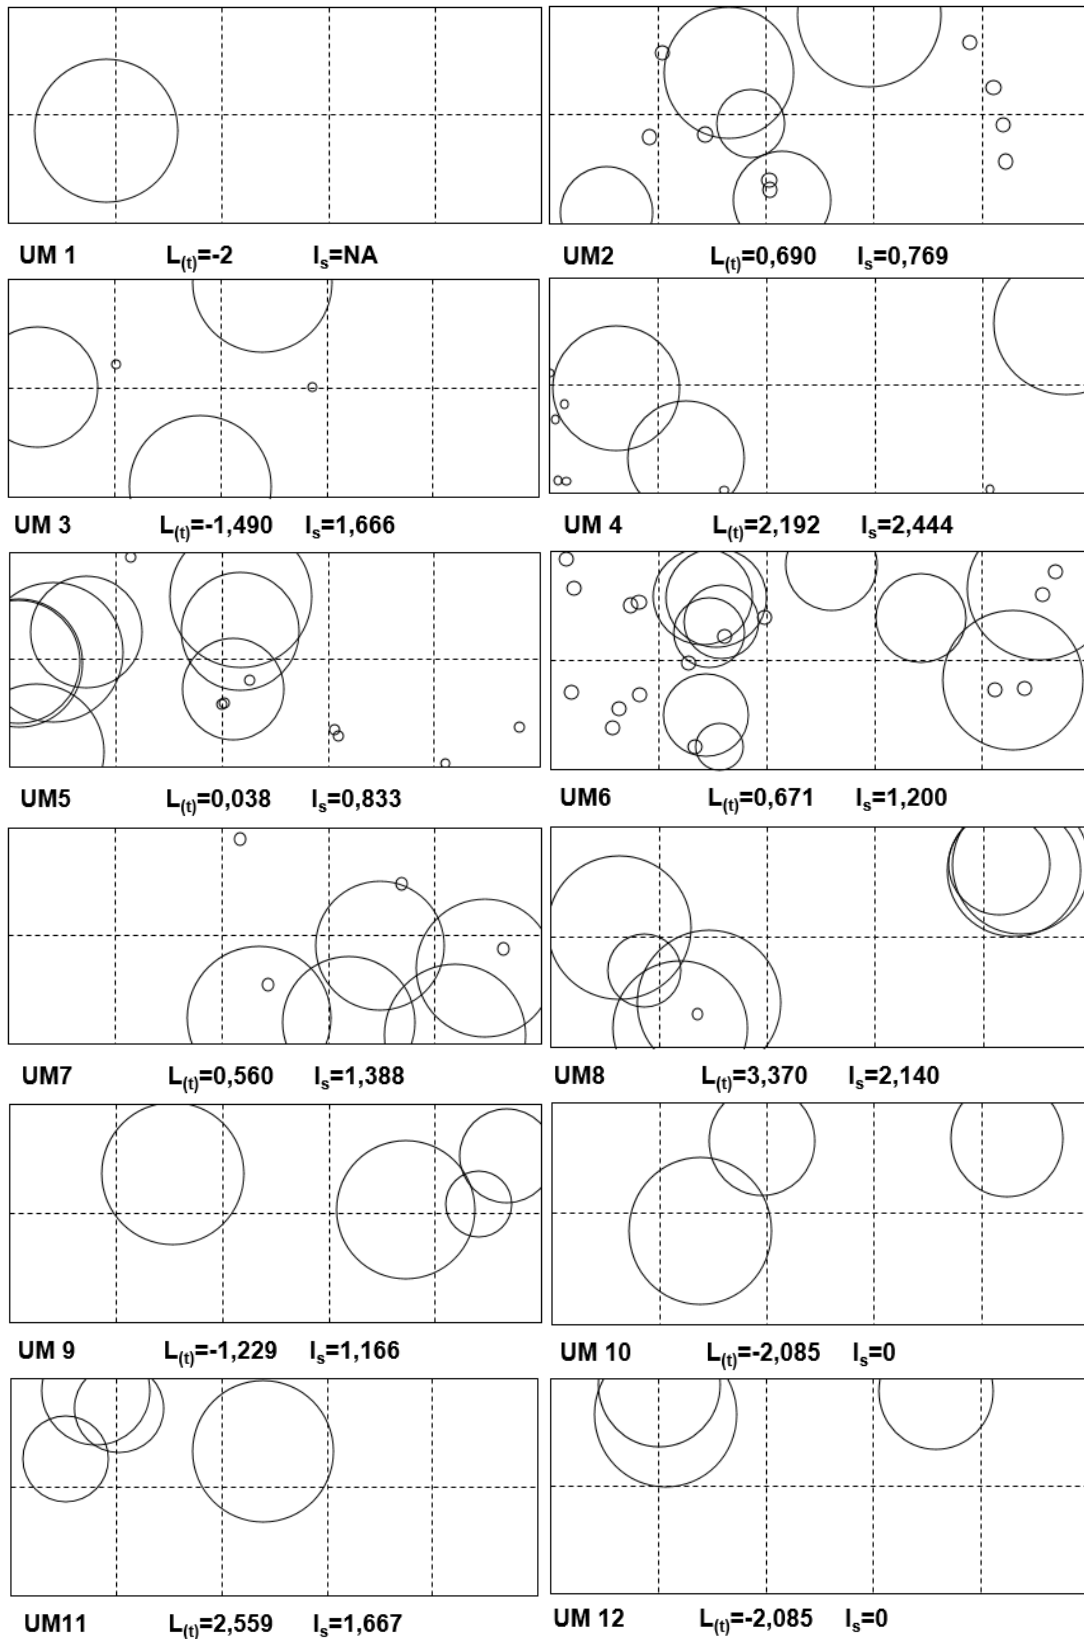 UM 1 L(t)=-2 Is=NA
UM2 L(t)=0,690 Is=0,769
UM 3 L(t)=-1,490 Is=1,666
UM 4 L(t)=2,192 Is=2,444
UM5 L(t)=0,038 Is=0,833
UM6 L(t)=0,671 Is=1,200
UM7 L(t)=0,560 Is=1,388
UM8 L(t)=3,370 Is=2,140
UM 9 L(t)=-1,229 Is=1,166
UM 10 L(t)=-2,085 Is=0
UM11 L(t)=2,559 Is=1,667
UM 12 L(t)=-2,085 Is=0